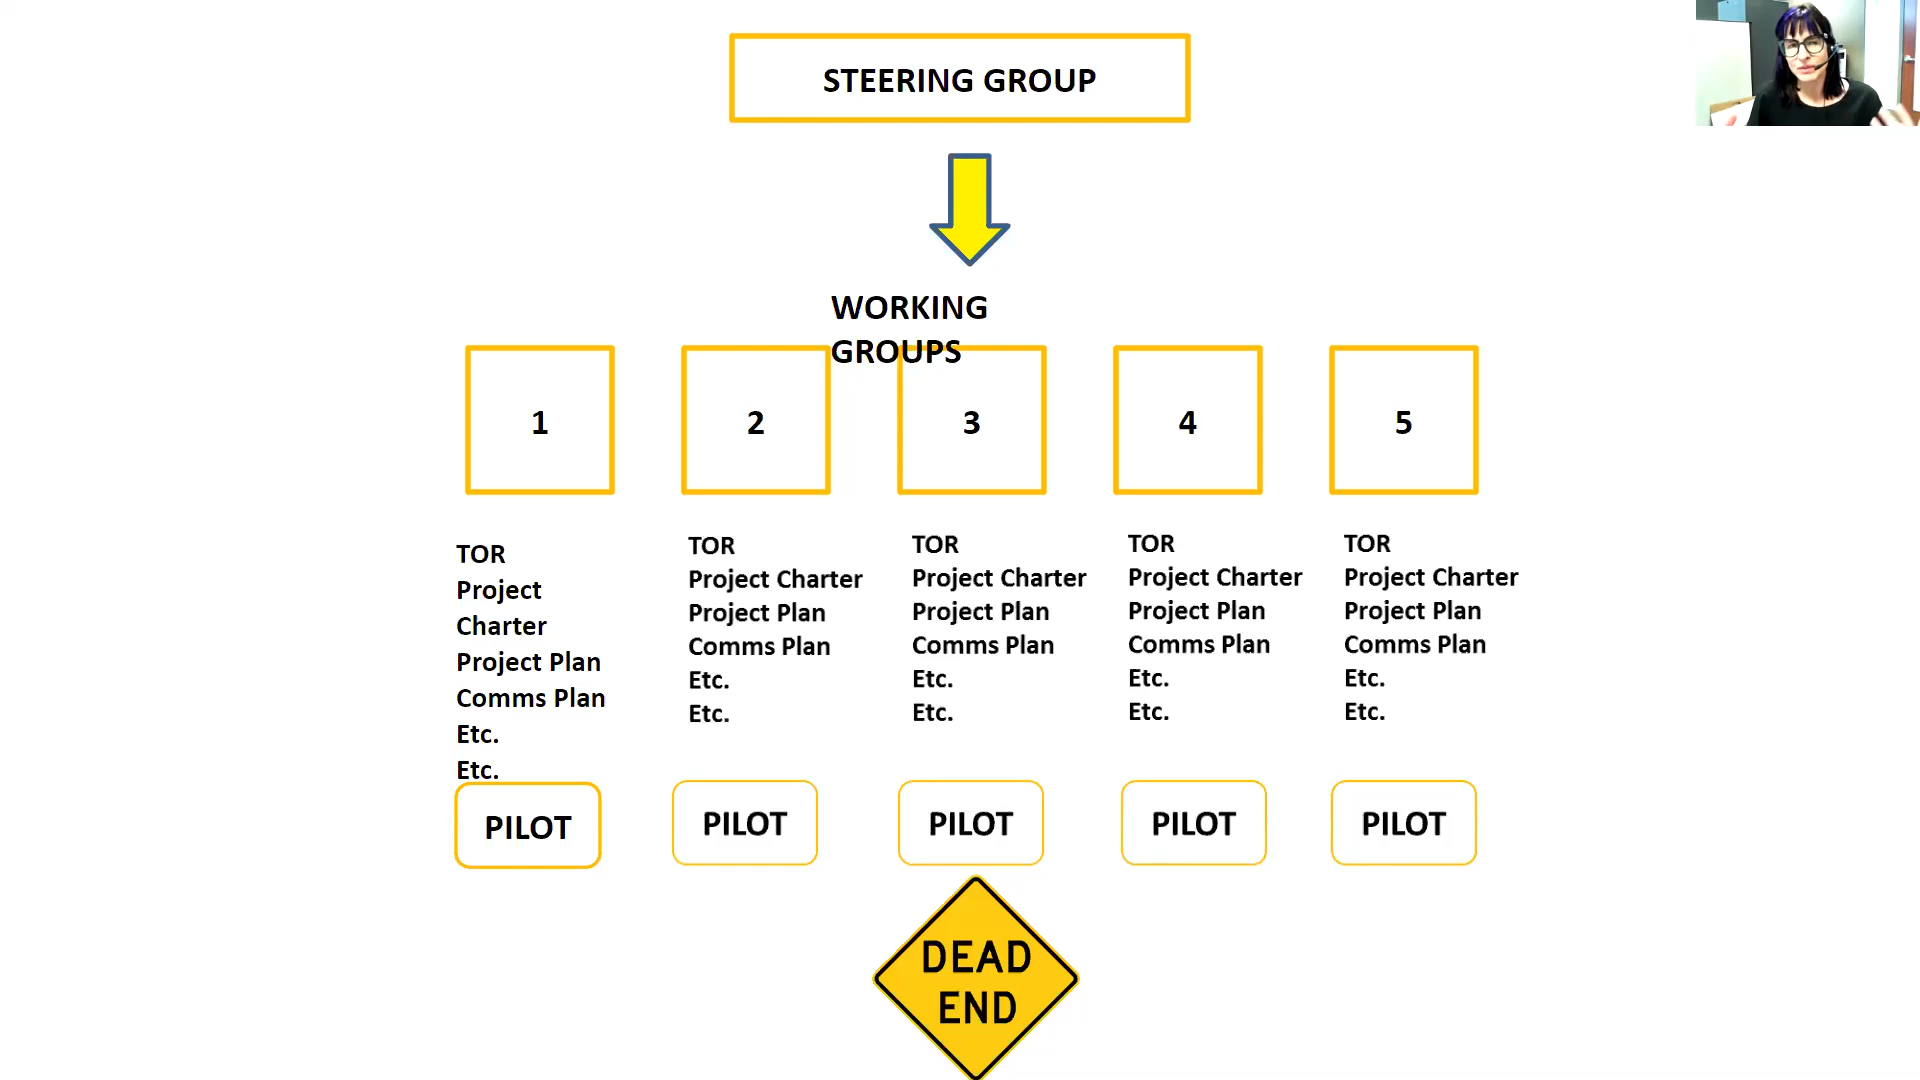 STEERING GROUP
WORKING
GROUPS
1
2
3
4
5
TOR
Project
Charter
Project Plan
Comms Plan
Etc.
Etc.
TOR
Project Charter
Project Plan
Comms Plan
Etc.
Etc.
TOR
Project Charter
Project Plan
Comms Plan
Etc.
Etc.
TOR
Project Charter
Project Plan
Comms Plan
Etc.
Etc.
TOR
Project Charter
Project Plan
Comms Plan
Etc.
Etc.
PILOT
PILOT
PILOT
PILOT
PILOT
DEAD
END